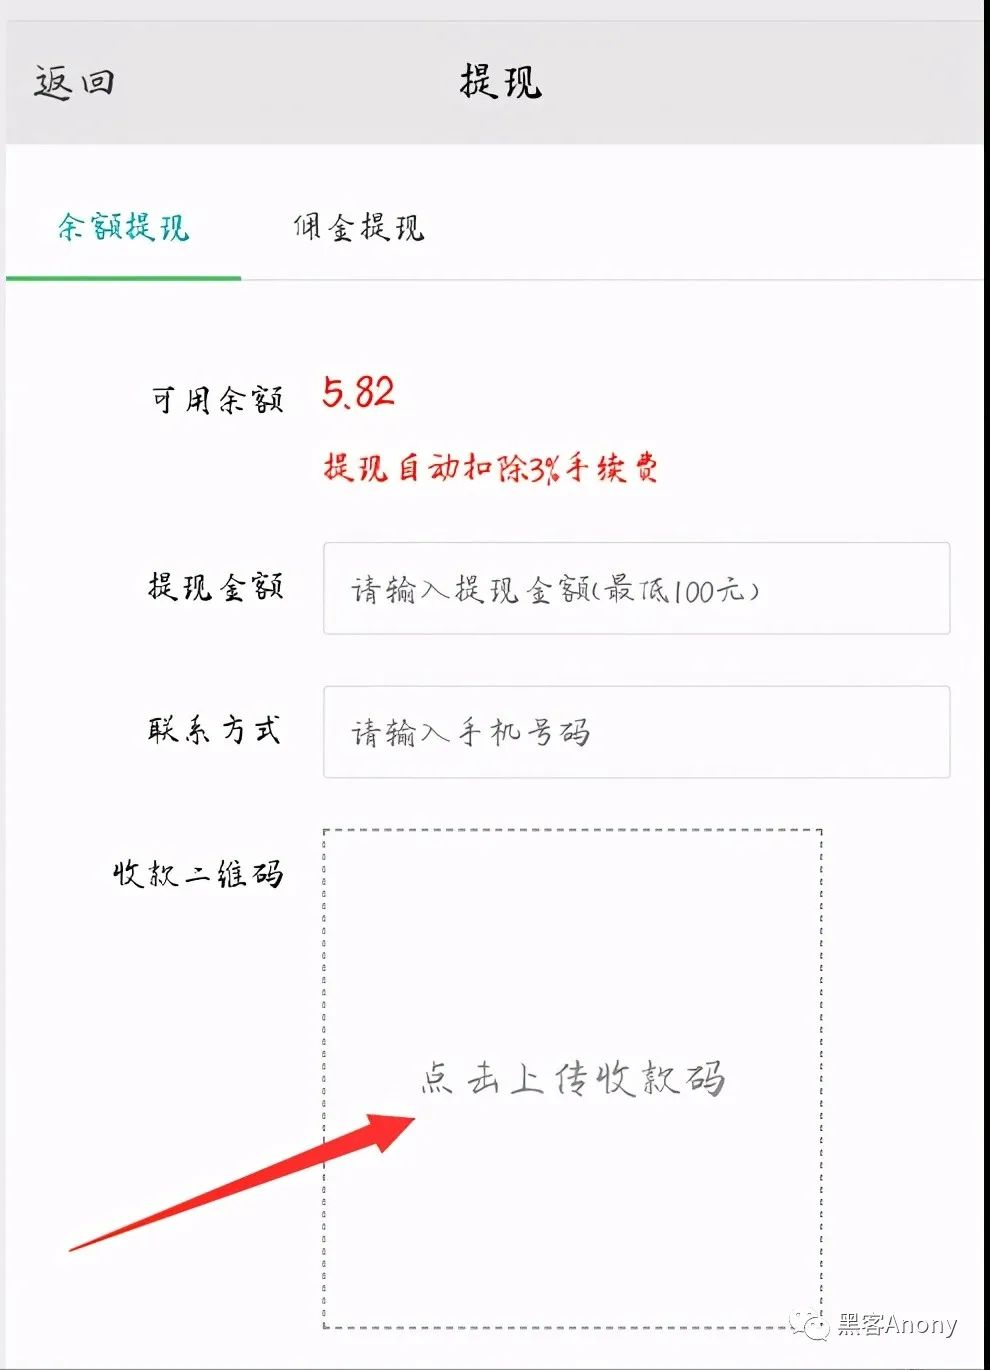 返回 提现
余额提现 佣金提现
可用余额 5.82
提现自动扣除3%手续费
提现金额 请输入提现金额(最低100元)
联系方式 请输入手机号码
收款二维码
点击上传收款码
黑客Anony